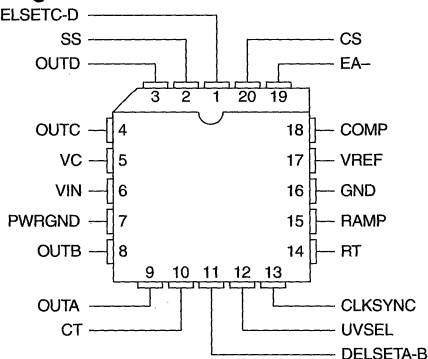 ELSETC-D
SS
CS
OUTD
EA–
3 2 1 20 19
OUTC 4 18 COMP
VC 5 17 VREF
VIN 6 16 GND
PWRGND 7 15 RAMP
OUTB 8 14 RT
9 10 11 12 13
OUTA CLKSYNC
CT UVSEL
DELSETA-B